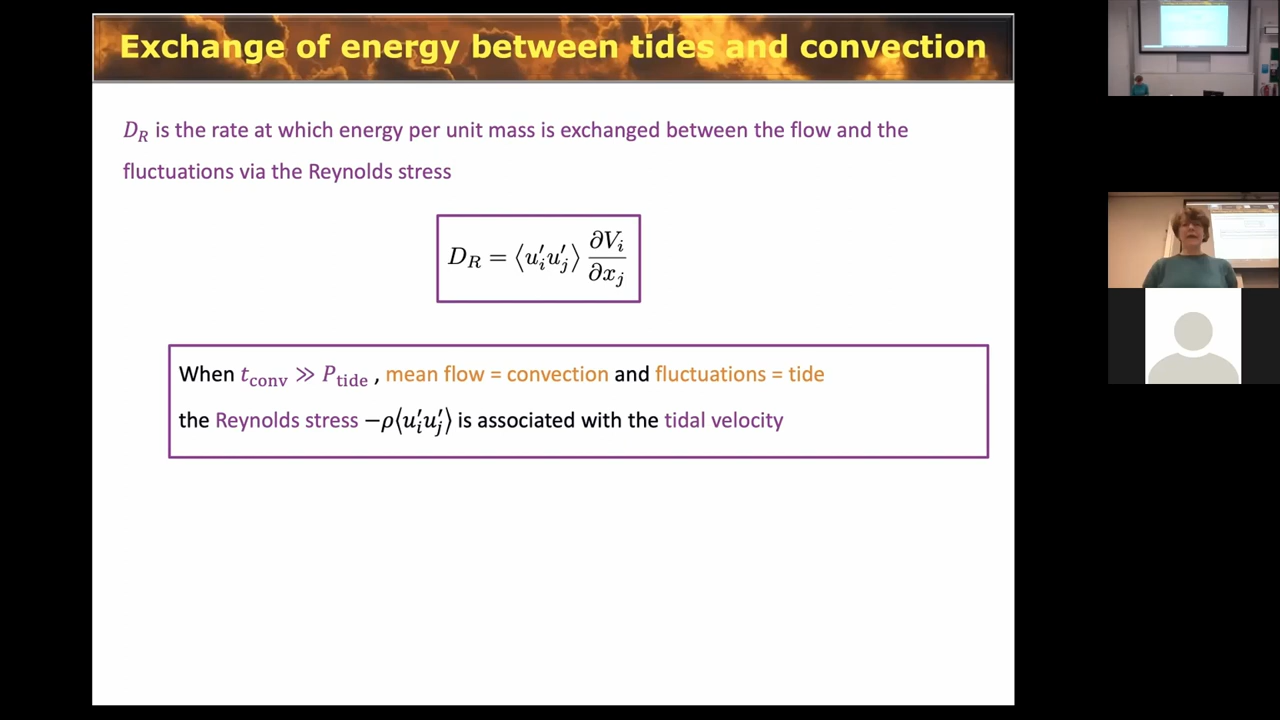 Exchange of energy between tides and convection
D_R is the rate at which energy per unit mass is exchanged between the flow and the
fluctuations via the Reynolds stress
D_R = ⟨u′_i u′_j⟩ ∂V_i/∂x_j
When t_conv ≫ P_tide , mean flow = convection and fluctuations = tide
the Reynolds stress −ρ⟨u′_i u′_j⟩ is associated with the tidal velocity